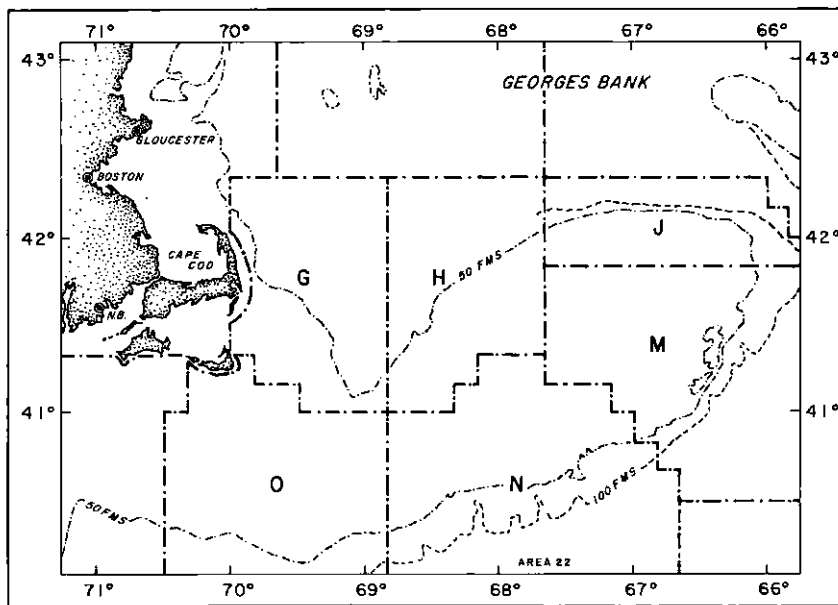 71° 70° 69° 68° 67° 66°
43° 43°
GEORGES BANK
GLOUCESTER
BOSTON
42° 42°
CAPE
COD
G
H
50 FMS
J
N.B.
M
41° 41°
O
N
50 FMS
100 FMS
AREA 22
71° 70° 69° 68° 67° 66°